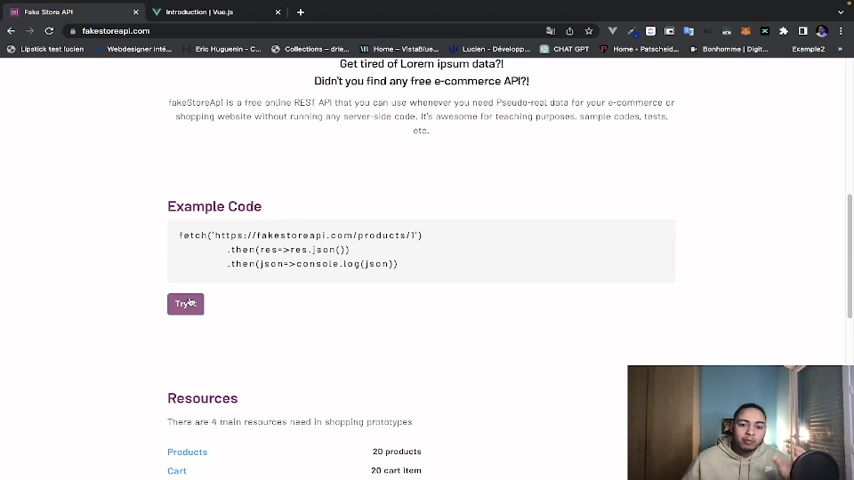 Fake Store API
Introduction | Vue.js
fakestoreapi.com
Lipstick test lucien
Webdesigner intéri...
Eric Huguenin - C...
Collections – drie...
Home – VistaBlue...
Lucien - Dévelop...
CHAT GPT
Home • Patscheid...
Bonhomme | Digit...
Example2
Get tired of Lorem ipsum data?!
Didn't you find any free e-commerce API?!
fakeStoreApi is a free online REST API that you can use whenever you need Pseudo-real data for your e-commerce or
shopping website without running any server-side code. It's awesome for teaching purposes, sample codes, tests,
etc.
Example Code
fetch('https://fakestoreapi.com/products/1')
.then(res=>res.json())
.then(json=>console.log(json))
Try
Resources
There are 4 main resources need in shopping prototypes
Products
20 products
Cart
20 cart item